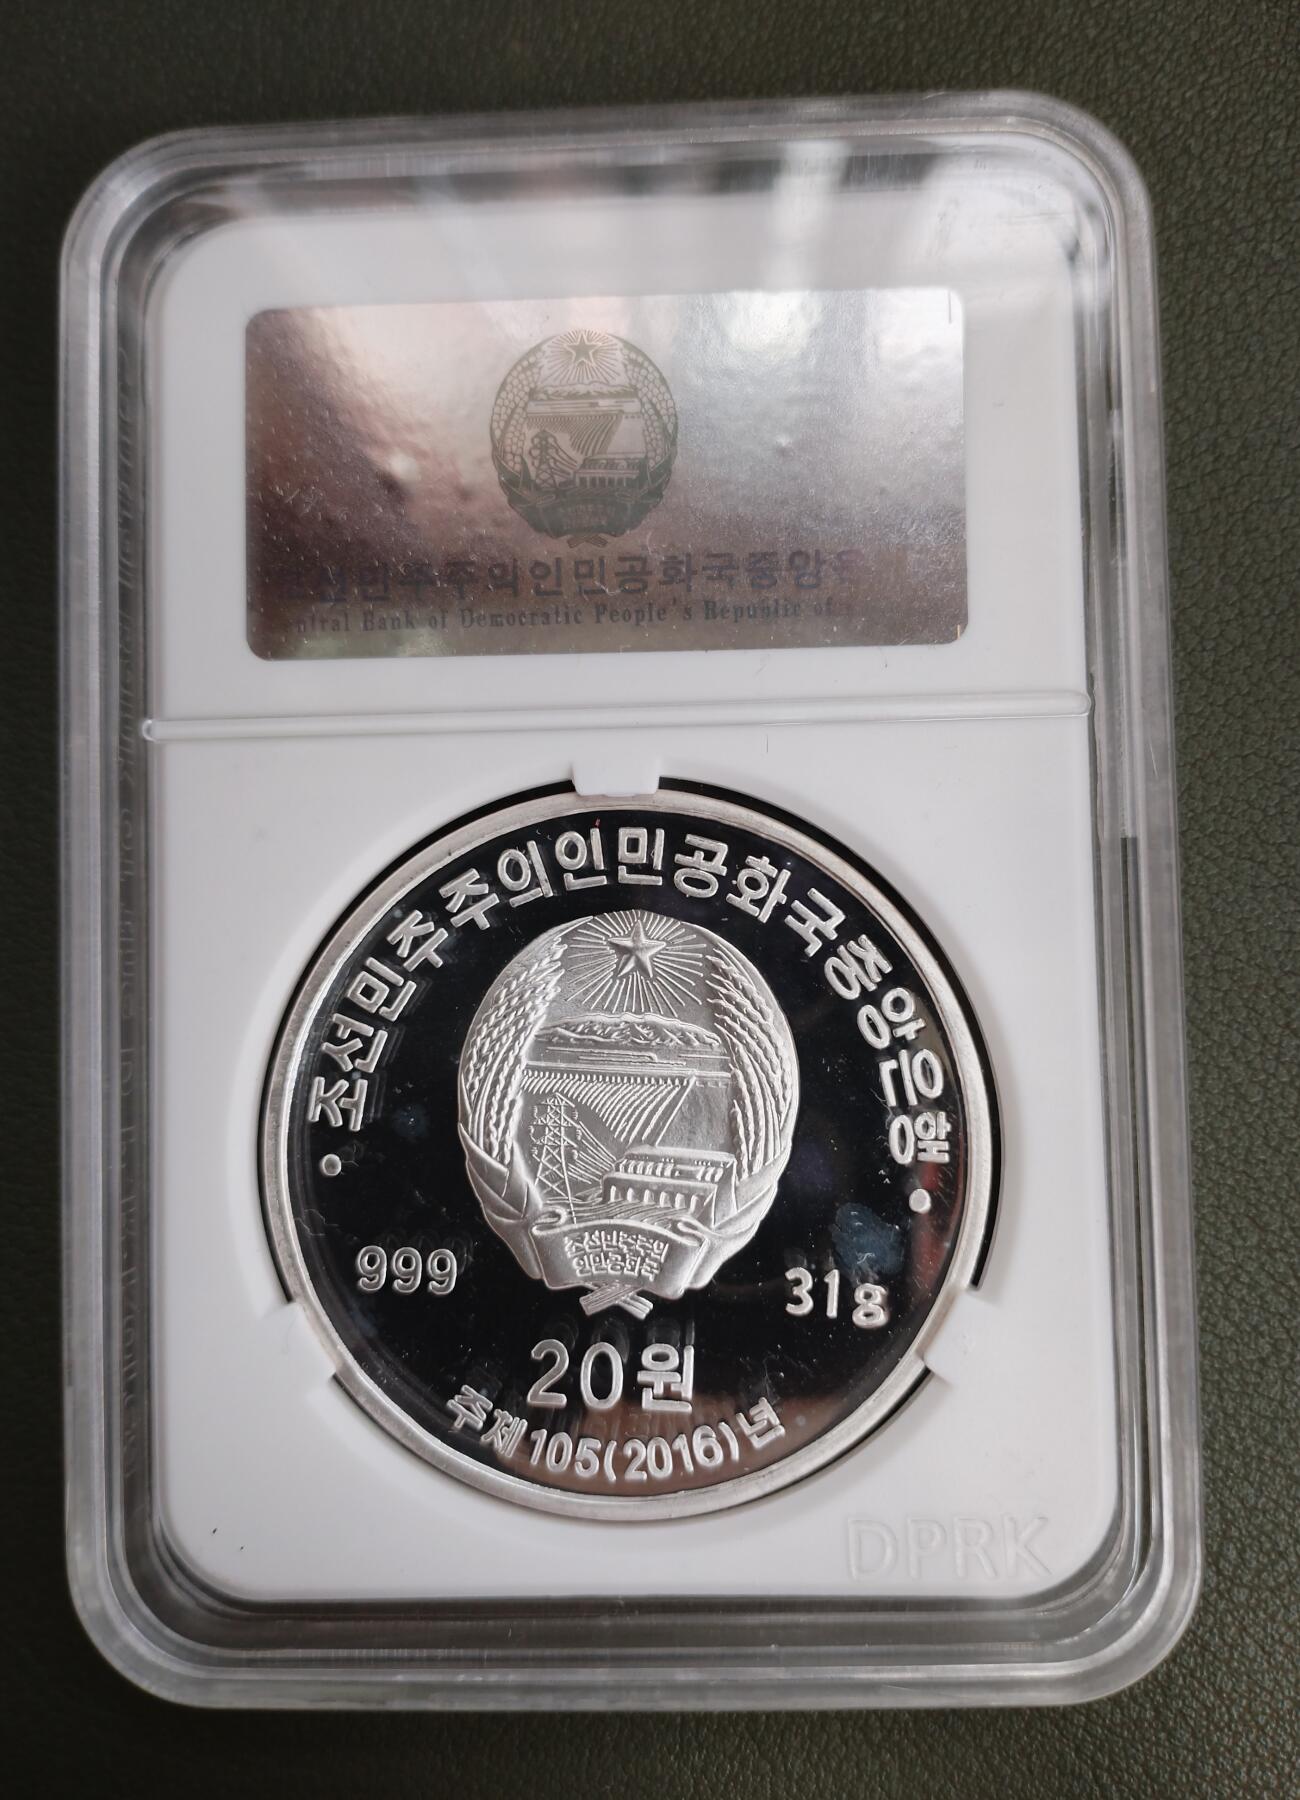 조선민주주의인민공화국중앙은
ntral Bank of Democratic People's Republic of
· 조선민주주의인민공화국중앙은행 ·
조선민주주의
인민공화국
999
31g
20원
주체105(2016)년
DPRK